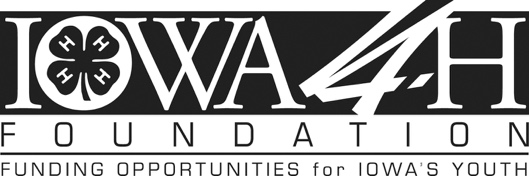 IOWA 4-H
FOUNDATION
FUNDING OPPORTUNITIES for IOWA'S YOUTH